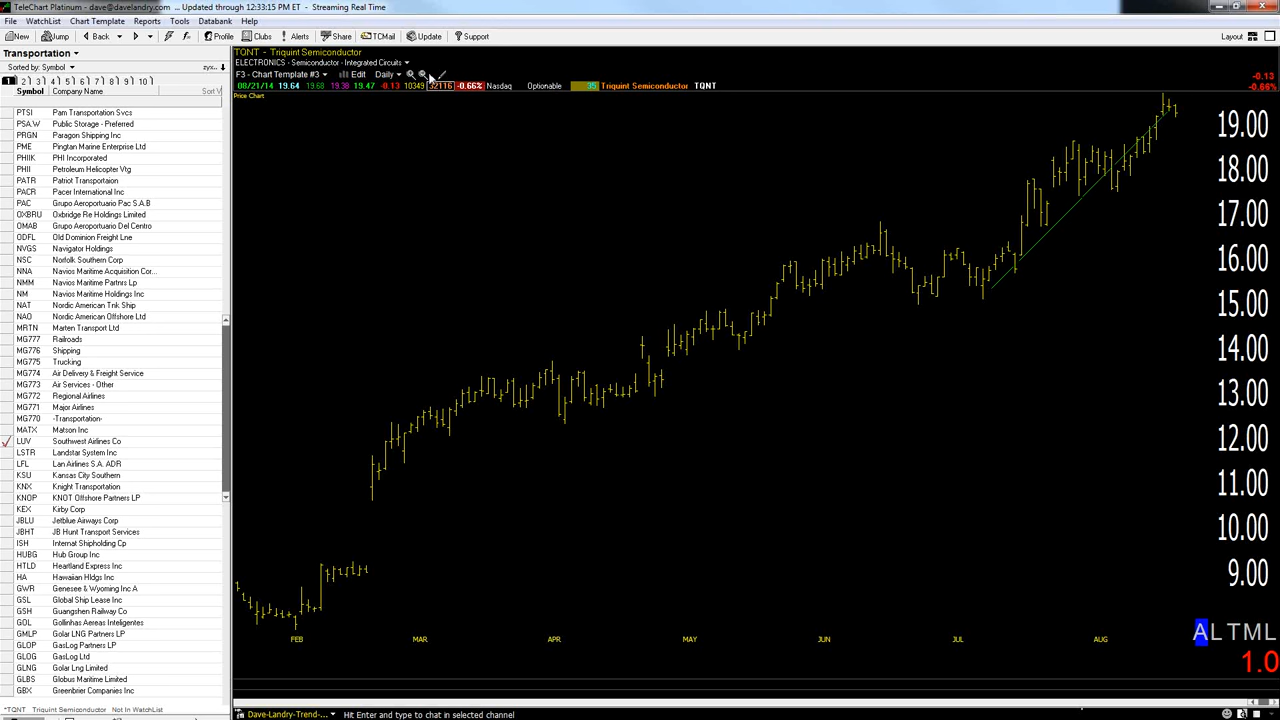 TeleChart Platinum - dave@davelandry.com ... Updated through 12:33:15 PM ET - Streaming Real Time
File WatchList Chart Template Reports Tools Databank Help
New Jump Back Profile Clubs Alerts Share TCMail Update Support Layout
Transportation
Sorted By: Symbol zyx..
1 2 3 4 5 6 7 8 9 10
Symbol Company Name Sort V
PTSI Pam Transportation Svcs
PSA.W Public Storage - Preferred
PRGN Paragon Shipping Inc
PME Pingtan Marine Enterprise Ltd
PHIIK PHI Incorporated
PHII Petroleum Helicopter Vtg
PATR Patriot Transportaion
PACR Pacer International Inc
PAC Grupo Aeroportuario Pac S.A.B
OXBRU Oxbridge Re Holdings Limited
OMAB Grupo Aeroportuario Del Centro
ODFL Old Dominion Freight Lne
NVGS Navigator Holdings
NSC Norfolk Southern Corp
NNA Navios Maritime Acquisition Cor...
NMM Navios Maritime Partnrs Lp
NM Navios Maritime Holdings Inc
NAT Nordic American Tnk Ship
NAO Nordic American Offshore Ltd
MRTN Marten Transport Ltd
MG777 Railroads
MG776 Shipping
MG775 Trucking
MG774 Air Delivery & Freight Service
MG773 Air Services - Other
MG772 Regional Airlines
MG771 Major Airlines
MG770 -Transportation-
MATX Matson Inc
LUV Southwest Airlines Co
LSTR Landstar System Inc
LFL Lan Airlines S.A. ADR
KSU Kansas City Southern
KNX Knight Transportation
KNOP KNOT Offshore Partners LP
KEX Kirby Corp
JBLU Jetblue Airways Corp
JBHT JB Hunt Transport Services
ISH Internat Shipholding Cp
HUBG Hub Group Inc
HTLD Heartland Express Inc
HA Hawaiian Hldgs Inc
GWR Genesee & Wyoming Inc A
GSL Global Ship Lease Inc
GSH Guangshen Railway Co
GOL Gollinhas Aereas Inteligentes
GMLP Golar LNG Partners LP
GLOP GasLog Partners LP
GLOG GasLog Ltd
GLNG Golar Lng Limited
GLBS Globus Maritime Limited
GBX Greenbrier Companies Inc
*TQNT Triquint Semiconductor Not In WatchList
TQNT - Triquint Semiconductor
ELECTRONICS - Semiconductor - Integrated Circuits
F3 - Chart Template #3 Edit Daily
08/21/14 19.64 19.68 19.38 19.47 -0.13 10349 32116 -0.66% Nasdaq Optionable 35 Triquint Semiconductor TQNT
-0.13
-0.66%
Price Chart
19.00
18.00
17.00
16.00
15.00
14.00
13.00
12.00
11.00
10.00
9.00
FEB MAR APR MAY JUN JUL AUG
ALTML
1.0
Dave-Landry-Trend-... Hit Enter and type to chat in selected channel